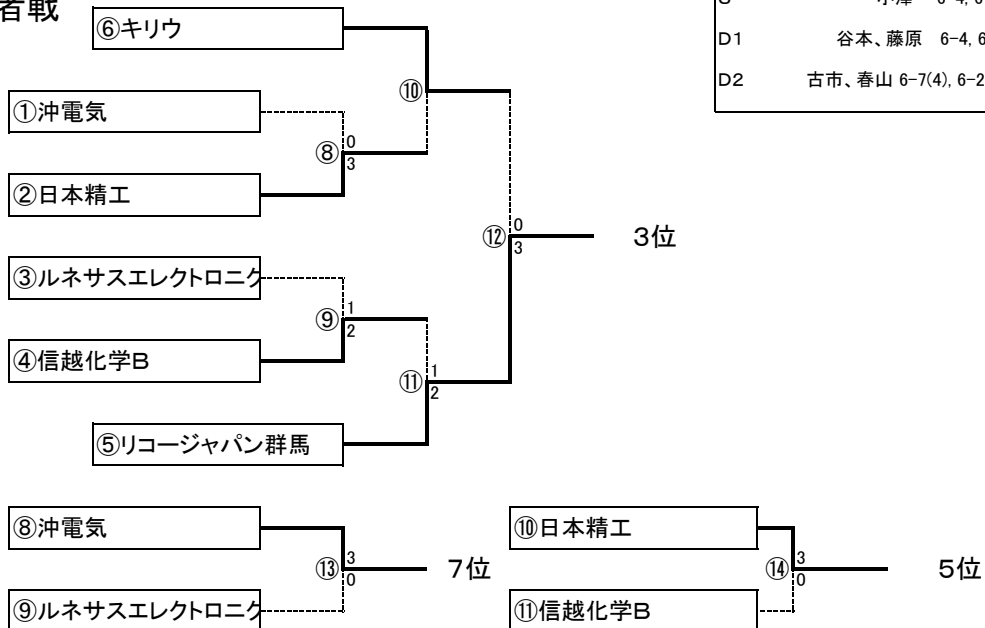 者戦
⑥キリウ
D1 谷本、藤原 6-4, 6
D2 古市、春山 6-7(4), 6-2
⑩
①沖電気
⑧
0
3
②日本精工
⑫
0
3
3位
③ルネサスエレクトロニク
⑨
1
2
④信越化学B
⑪
1
2
⑤リコージャパン群馬
⑧沖電気
⑬
3
0
7位
⑨ルネサスエレクトロニク
⑩日本精工
⑭
3
0
5位
⑪信越化学B